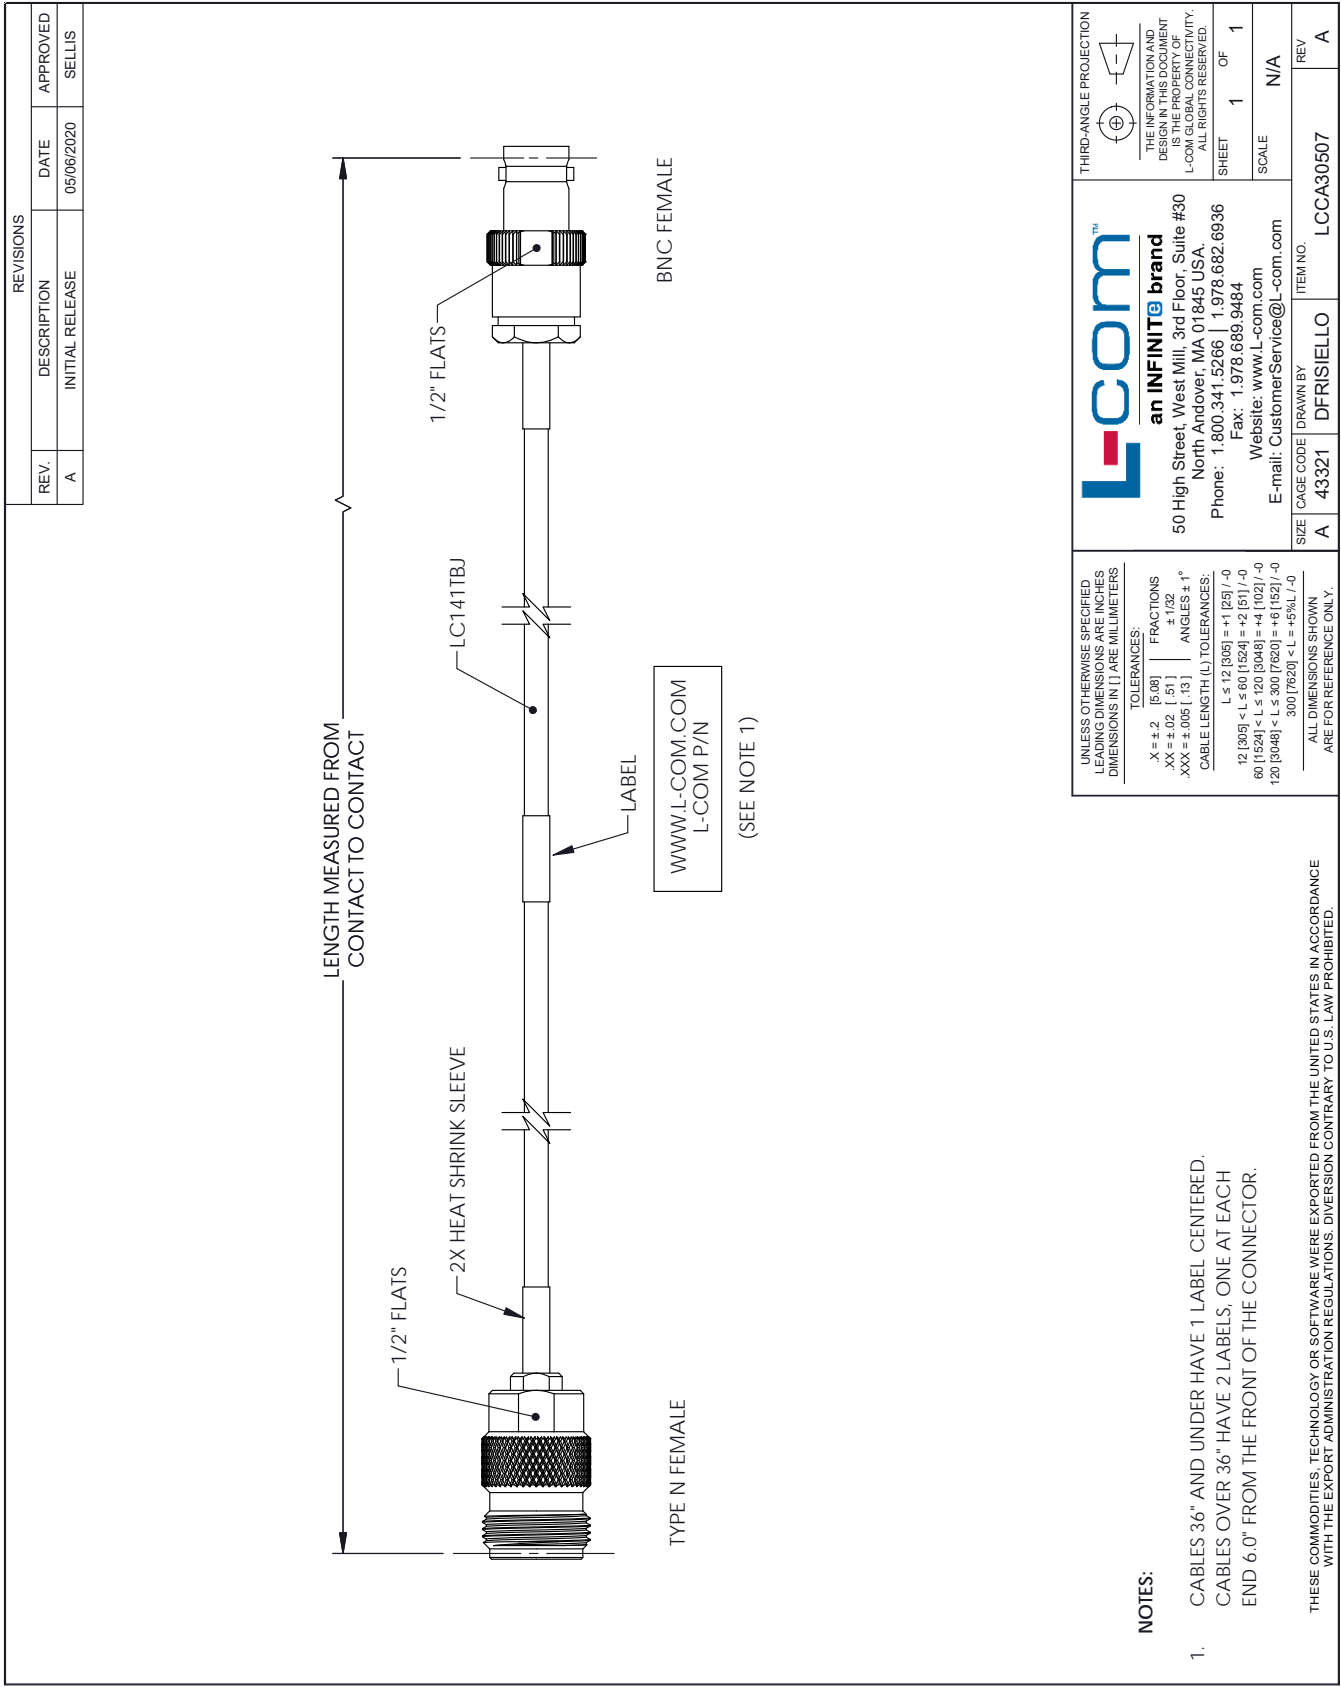 REVISIONS
REV. DESCRIPTION DATE APPROVED
A INITIAL RELEASE 05/06/2020 SELLIS
LENGTH MEASURED FROM
CONTACT TO CONTACT
1/2" FLATS
2X HEAT SHRINK SLEEVE
LC141TBJ
1/2" FLATS
LABEL
WWW.L-COM.COM
L-COM P/N
(SEE NOTE 1)
TYPE N FEMALE
BNC FEMALE
NOTES:
1. CABLES 36" AND UNDER HAVE 1 LABEL CENTERED.
CABLES OVER 36" HAVE 2 LABELS, ONE AT EACH
END 6.0" FROM THE FRONT OF THE CONNECTOR.
THESE COMMODITIES, TECHNOLOGY OR SOFTWARE WERE EXPORTED FROM THE UNITED STATES IN ACCORDANCE
WITH THE EXPORT ADMINISTRATION REGULATIONS. DIVERSION CONTRARY TO U.S. LAW PROHIBITED.
UNLESS OTHERWISE SPECIFIED
LEADING DIMENSIONS ARE INCHES
DIMENSIONS IN [ ] ARE MILLIMETERS
TOLERANCES:
.X = ± .2 [5.08] FRACTIONS
.XX = ± .02 [ .51 ] ± 1/32
.XXX = ± .005 [ .13 ] ANGLES ± 1°
CABLE LENGTH (L) TOLERANCES:
L ≤ 12 [305] = +1 [25] / -0
12 [305] < L ≤ 60 [1524] = +2 [51] / -0
60 [1524] < L ≤ 120 [3048] = +4 [102] / -0
120 [3048] < L ≤ 300 [7620] = +6 [152] / -0
300 [7620] < L = +5%L / -0
ALL DIMENSIONS SHOWN
ARE FOR REFERENCE ONLY.
L-com™
an INFINITe brand
50 High Street, West Mill, 3rd Floor, Suite #30
North Andover, MA 01845 USA.
Phone: 1.800.341.5266 | 1.978.682.6936
Fax: 1.978.689.9484
Website: www.L-com.com
E-mail: CustomerService@L-com.com
THIRD-ANGLE PROJECTION
THE INFORMATION AND
DESIGN IN THIS DOCUMENT
IS THE PROPERTY OF
L-COM GLOBAL CONNECTIVITY.
ALL RIGHTS RESERVED.
SHEET 1 OF 1
SCALE N/A
SIZE CAGE CODE DRAWN BY ITEM NO. REV
A 43321 DFRISIELLO LCCA30507 A